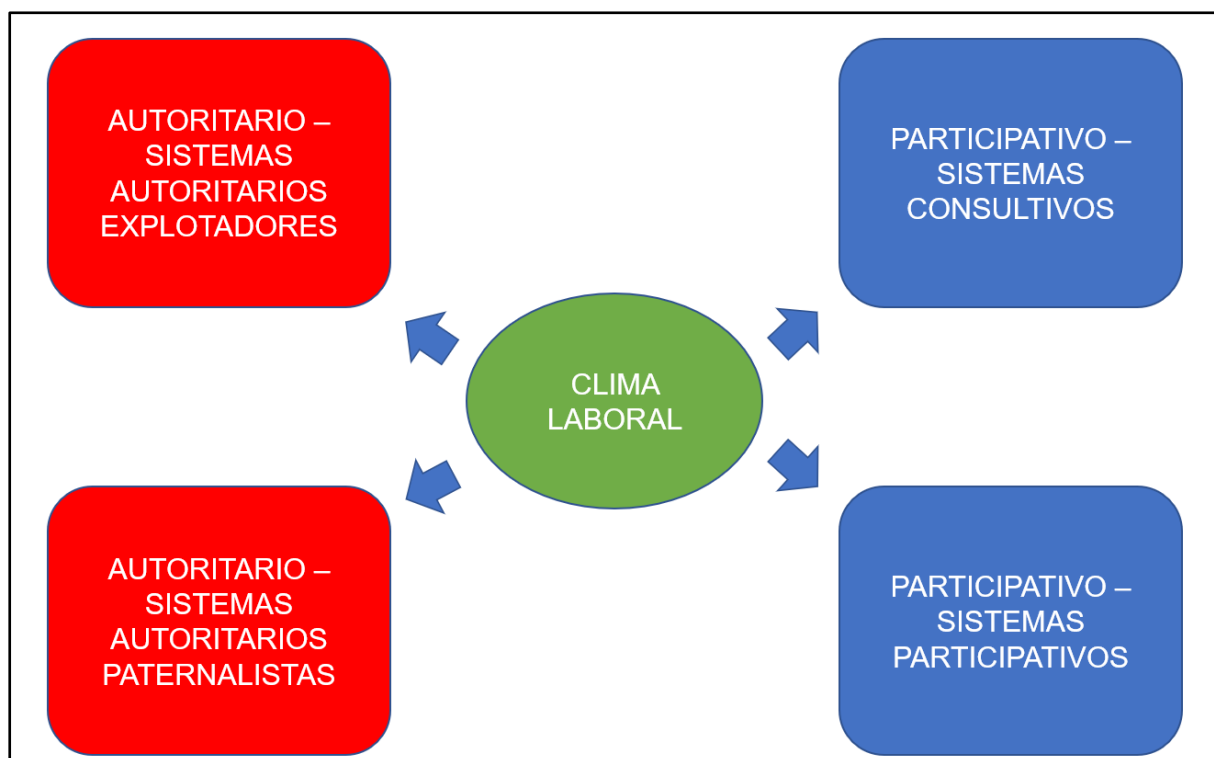 AUTORITARIO –
SISTEMAS
AUTORITARIOS
EXPLOTADORES
PARTICIPATIVO –
SISTEMAS
CONSULTIVOS
CLIMA
LABORAL
AUTORITARIO –
SISTEMAS
AUTORITARIOS
PATERNALISTAS
PARTICIPATIVO –
SISTEMAS
PARTICIPATIVOS